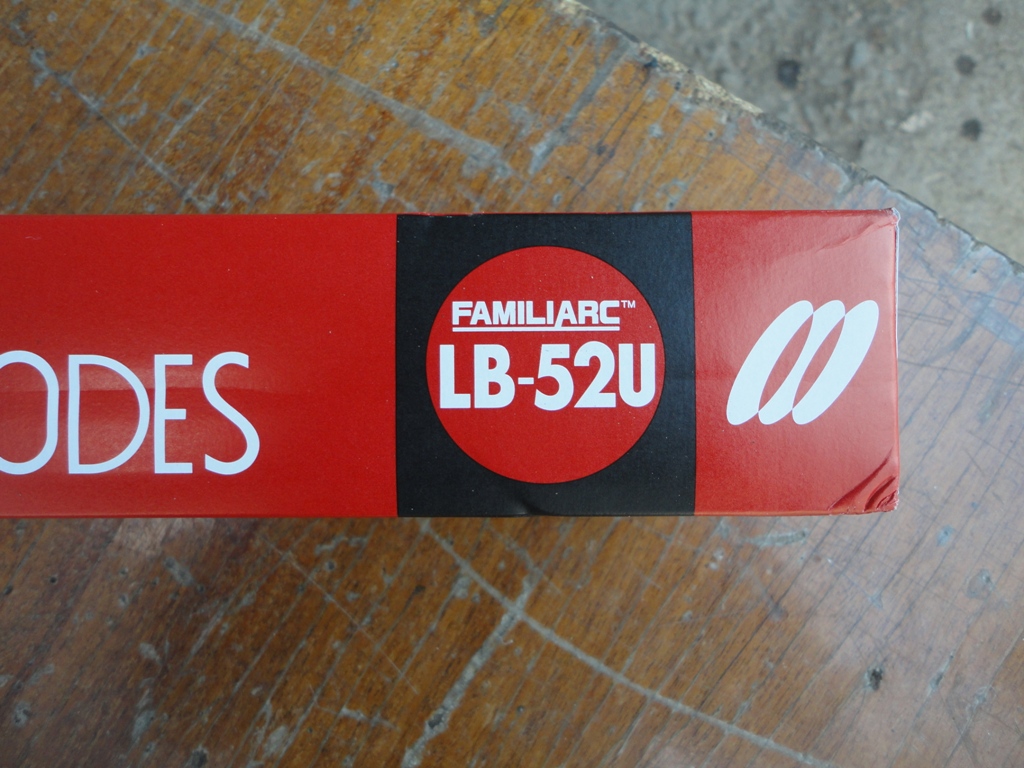 ODES
FAMILIARC™
LB-52U